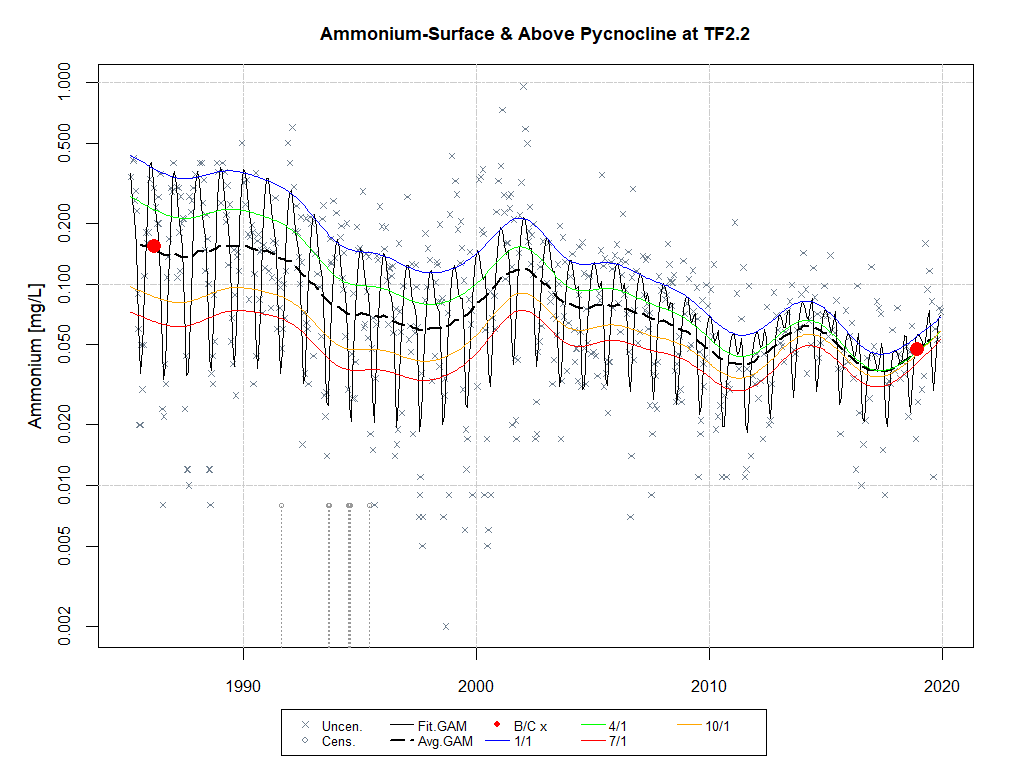 Ammonium-Surface & Above Pycnocline at TF2.2
Ammonium [mg/L]
1.000
0.500
0.200
0.100
0.050
0.020
0.010
0.005
0.002
1990 2000 2010 2020
Uncen. Fit.GAM B/C x 4/1 10/1
Cens. Avg.GAM 1/1 7/1